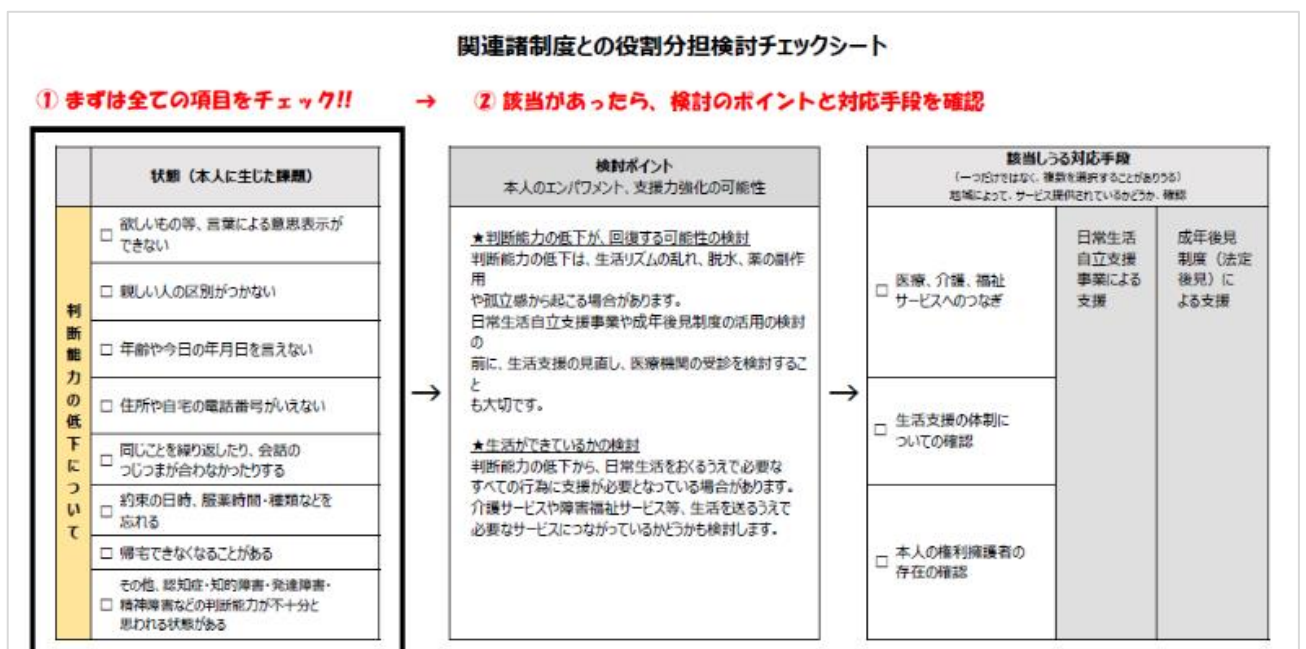 関連諸制度との役割分担検討チェックシート
① まずは全ての項目をチェック!! → ② 該当があったら、検討のポイントと対応手段を確認
状態（本人に生じた課題）
判断能力の低下について
□ 欲しいもの等、言葉による意思表示が
できない
□ 親しい人の区別がつかない
□ 年齢や今日の年月日を言えない
□ 住所や自宅の電話番号がいえない
□ 同じことを繰り返したり、会話の
つじつまが合わなかったりする
□ 約束の日時、服薬時間・種類などを
忘れる
□ 帰宅できなくなることがある
その他、認知症・知的障害・発達障害・
□ 精神障害などの判断能力が不十分と
思われる状態がある
→
検討ポイント
本人のエンパワメント、支援力強化の可能性
★判断能力の低下が、回復する可能性の検討
判断能力の低下は、生活リズムの乱れ、脱水、薬の副作
用
や孤立感から起こる場合があります。
日常生活自立支援事業や成年後見制度の活用の検討
の
前に、生活支援の見直し、医療機関の受診を検討するこ
と
も大切です。
★生活ができているかの検討
判断能力の低下から、日常生活をおくるうえで必要な
すべての行為に支援が必要となっている場合があります。
介護サービスや障害福祉サービス等、生活を送るうえで
必要なサービスにつながっているかどうかも検討します。
→
該当しうる対応手段
（一つだけではなく、複数を選択することがありうる）
地域によって、サービス提供されているかどうか、確認
□ 医療、介護、福祉
サービスへのつなぎ
□ 生活支援の体制に
ついての確認
□ 本人の権利擁護者の
存在の確認
日常生活
自立支援
事業による
支援
成年後見
制度（法定
後見）に
よる支援